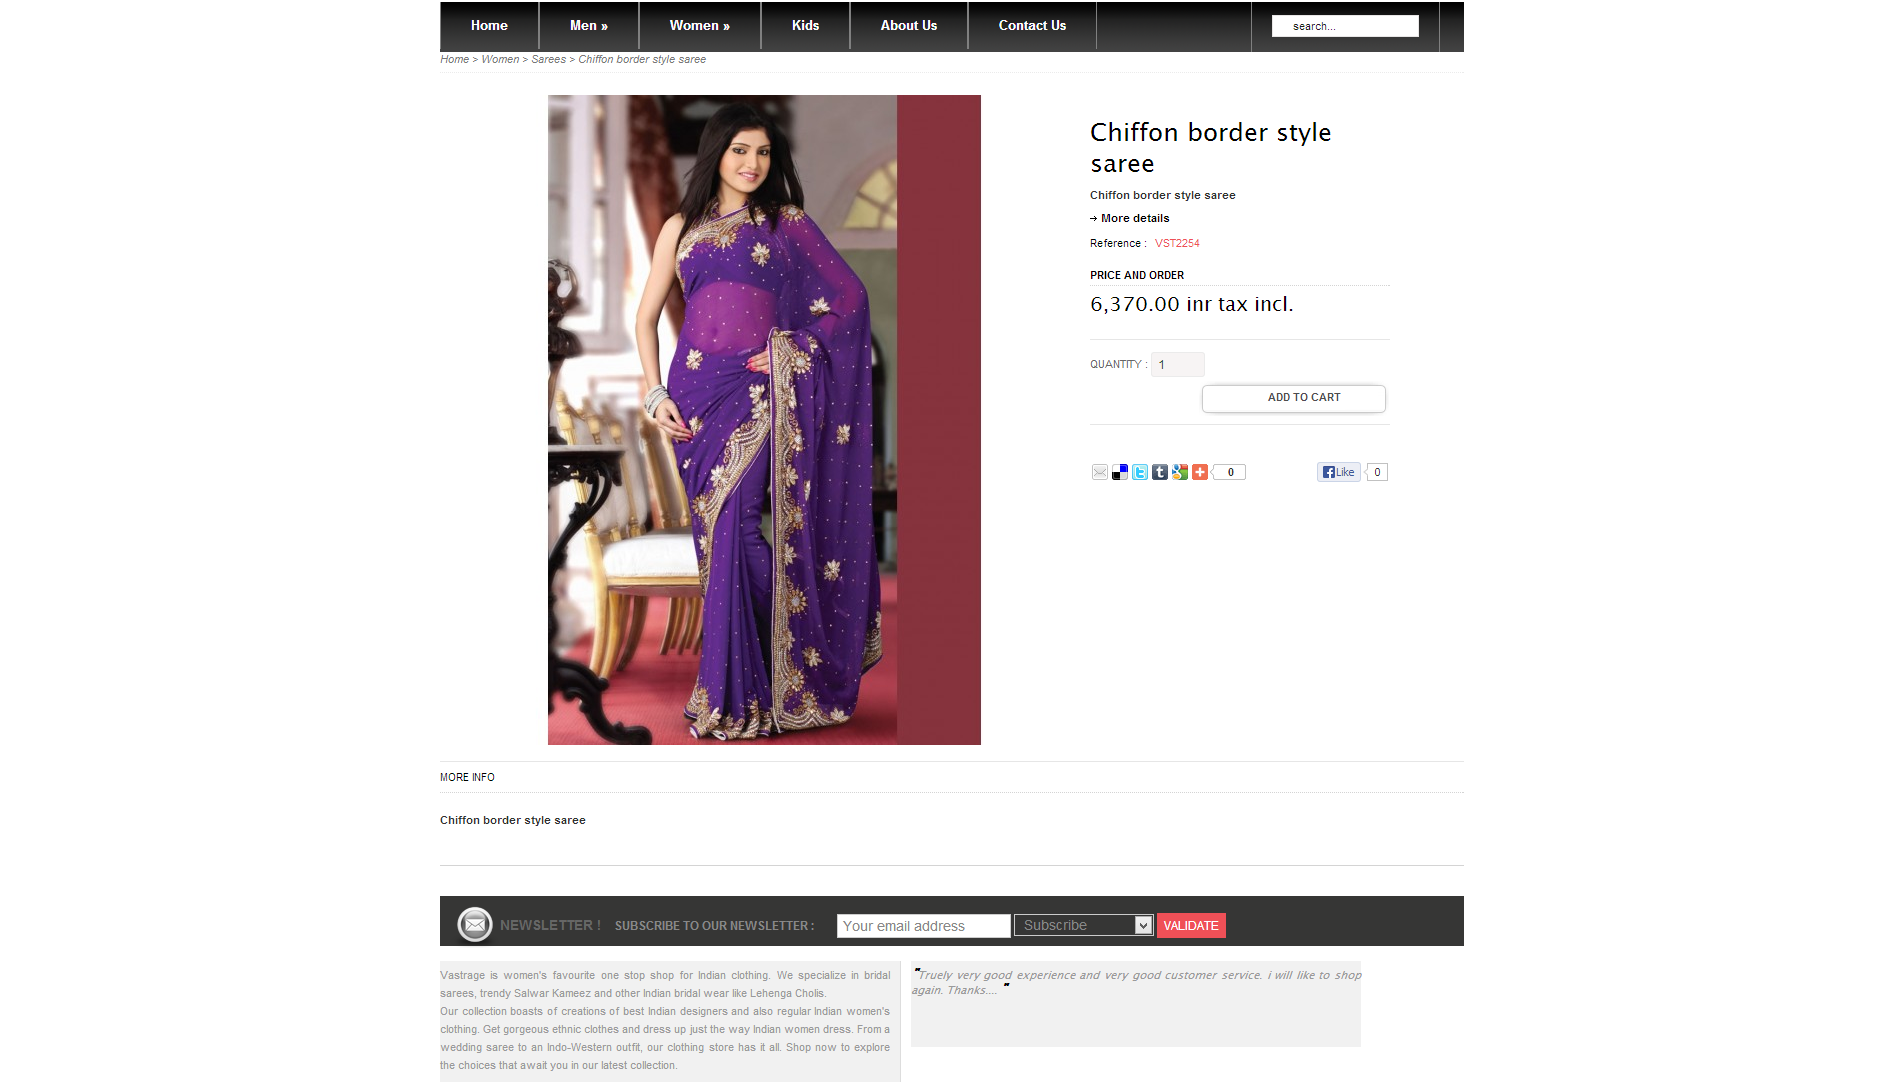 Home
Men »
Women »
Kids
About Us
Contact Us
search...
Home > Women > Sarees > Chiffon border style saree
Chiffon border style
saree
Chiffon border style saree
More details
Reference : VST2254
PRICE AND ORDER
6,370.00 inr tax incl.
QUANTITY : 1
ADD TO CART
0
Like
0
MORE INFO
Chiffon border style saree
NEWSLETTER ! SUBSCRIBE TO OUR NEWSLETTER : Your email address Subscribe VALIDATE
Vastrage is women's favourite one stop shop for Indian clothing. We specialize in bridal
sarees, trendy Salwar Kameez and other Indian bridal wear like Lehenga Cholis.
Our collection boasts of creations of best Indian designers and also regular Indian women's
clothing. Get gorgeous ethnic clothes and dress up just the way Indian women dress. From a
wedding saree to an Indo-Western outfit, our clothing store has it all. Shop now to explore
the choices that await you in our latest collection.
"Truely very good experience and very good customer service. i will like to shop
again. Thanks.... "